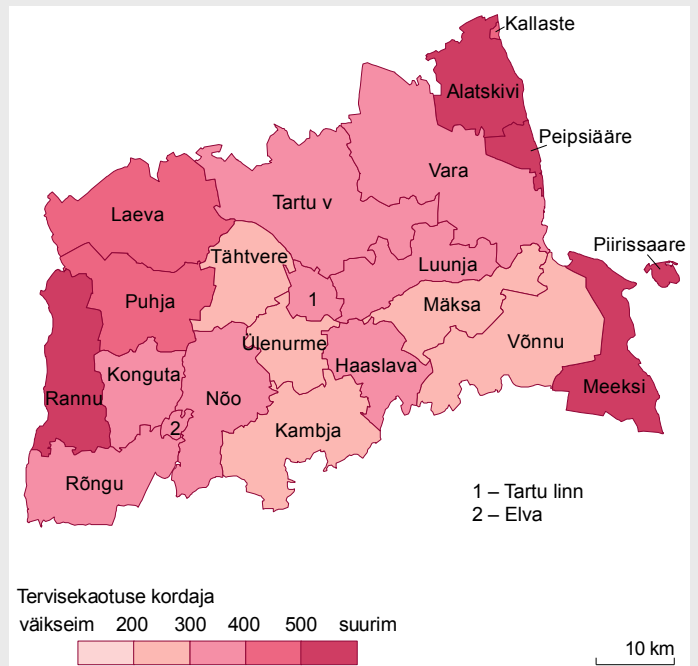 Kallaste
Alatskivi
Peipsiääre
Vara
Laeva
Tartu v
Piirissaare
Tähtvere
Luunja
Puhja
1
Mäksa
Ülenurme
Võnnu
Haaslava
Konguta
Meeksi
Rannu
Nõo
2
Kambja
Rõngu
1 – Tartu linn
2 – Elva
Tervisekaotuse kordaja
väikseim 200 300 400 500 suurim
10 km